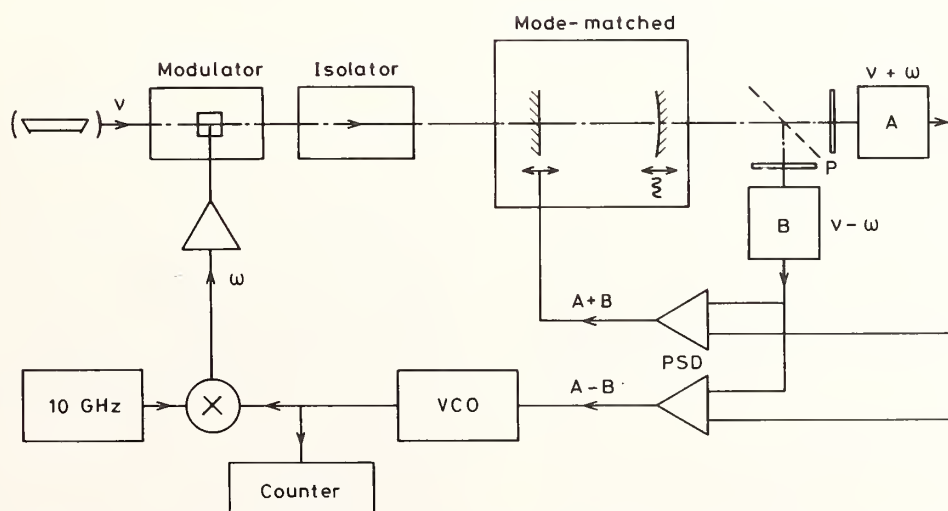 Mode-matched
Modulator
Isolator
ν + ω
ν
A
P
B
ν – ω
ω
A+B
PSD
A–B
10 GHz
×
VCO
Counter